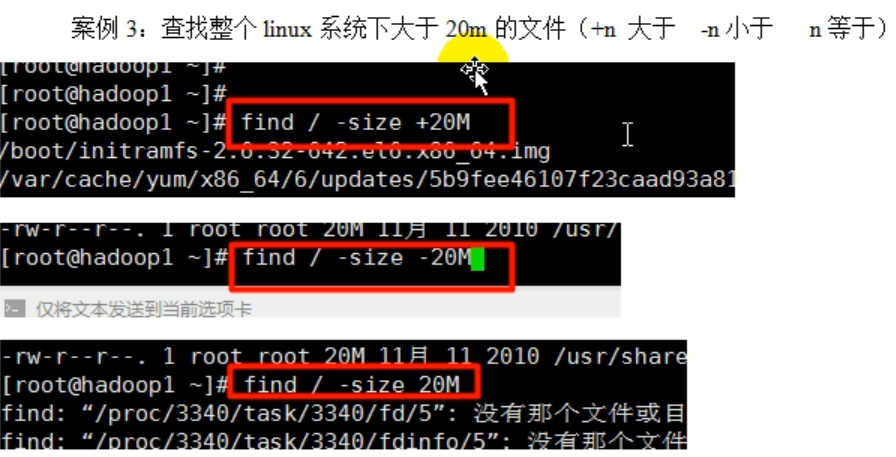 案例 3：查找整个 linux 系统下大于 20m 的文件（+n 大于 -n 小于 n 等于）
[root@hadoop1 ~]#
[root@hadoop1 ~]#
[root@hadoop1 ~]# find / -size +20M
/boot/initramfs-2.6.32-642.el6.x86_64.img
/var/cache/yum/x86_64/6/updates/5b9fee46107f23caad93a81
-rw-r--r--. 1 root root 20M 11月 11 2010 /usr/
[root@hadoop1 ~]# find / -size -20M
仅将文本发送到当前选项卡
-rw-r--r--. 1 root root 20M 11月 11 2010 /usr/share
[root@hadoop1 ~]# find / -size 20M
find: “/proc/3340/task/3340/fd/5”: 没有那个文件或目
find: “/proc/3340/task/3340/fdinfo/5”: 没有那个文件